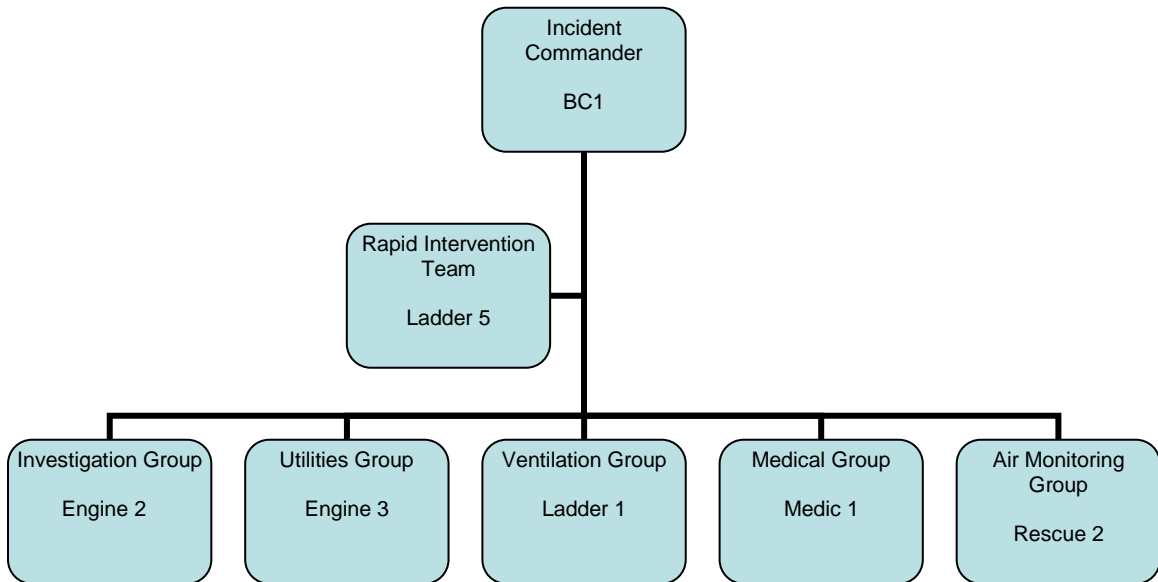 Incident
Commander
BC1
Rapid Intervention
Team
Ladder 5
Investigation Group
Engine 2
Utilities Group
Engine 3
Ventilation Group
Ladder 1
Medical Group
Medic 1
Air Monitoring
Group
Rescue 2